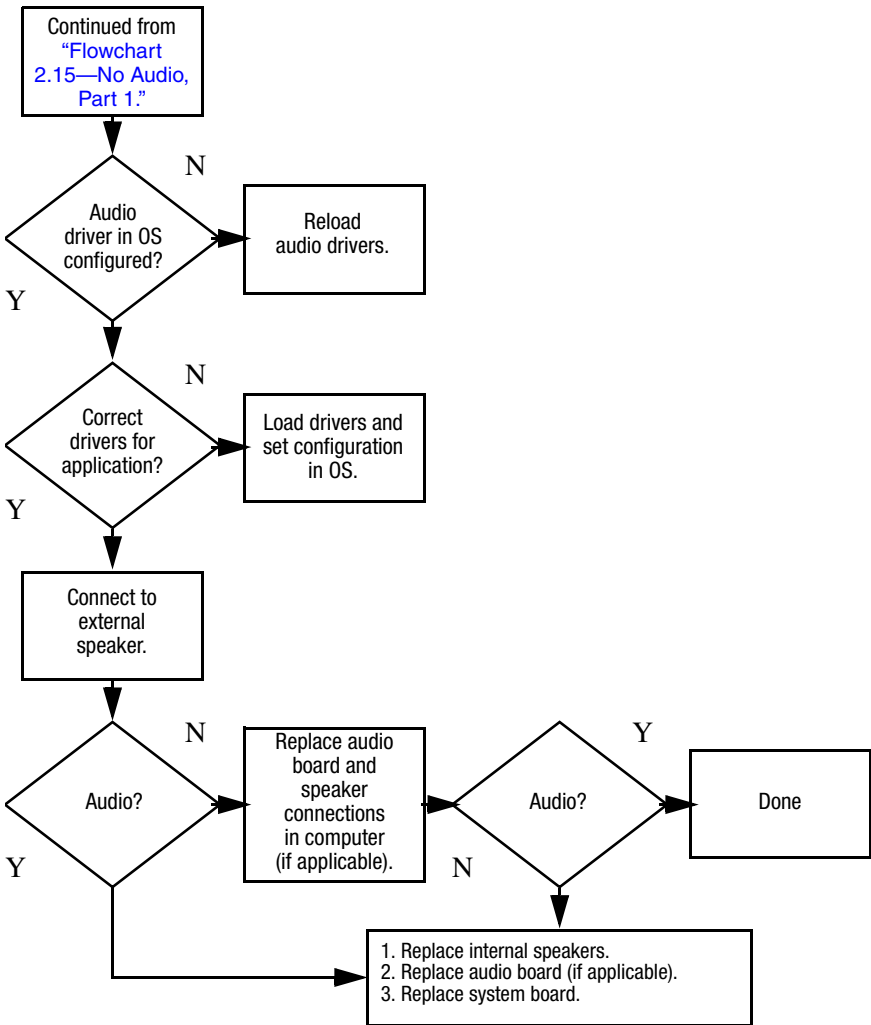 Continued from
“Flowchart
2.15—No Audio,
Part 1.”
N
Audio
driver in OS
configured?
Reload
audio drivers.
Y
N
Correct
drivers for
application?
Load drivers and
set configuration
in OS.
Y
Connect to
external
speaker.
N
Audio?
Y
Replace audio
board and
speaker
connections
in computer
(if applicable).
Y
Audio?
N
Done
1. Replace internal speakers.
2. Replace audio board (if applicable).
3. Replace system board.